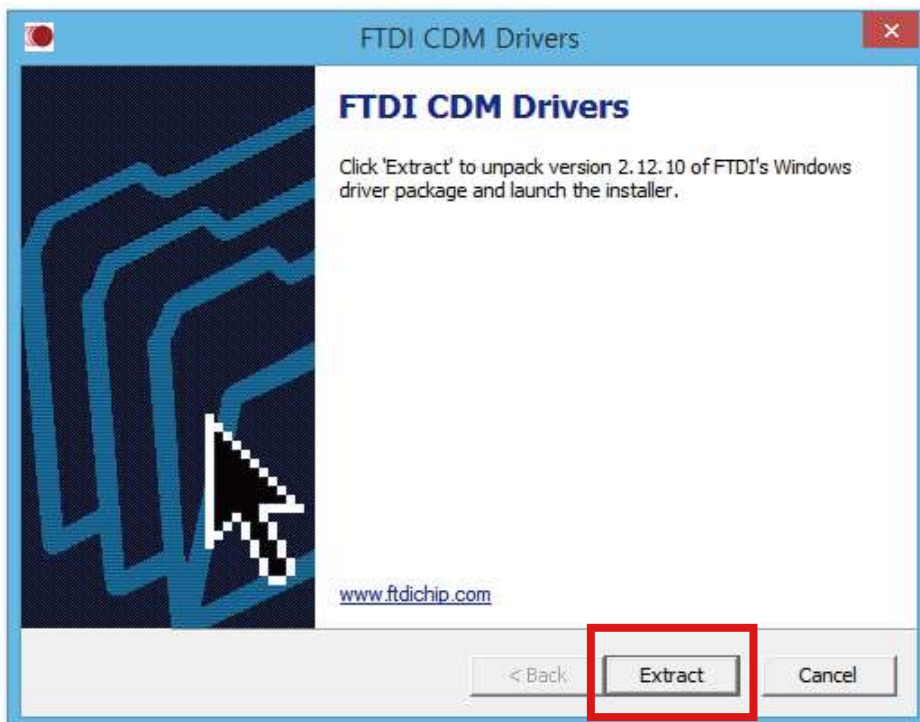 FTDI CDM Drivers
FTDI CDM Drivers
Click 'Extract' to unpack version 2.12.10 of FTDI's Windows
driver package and launch the installer.
www.ftdichip.com
< Back Extract Cancel